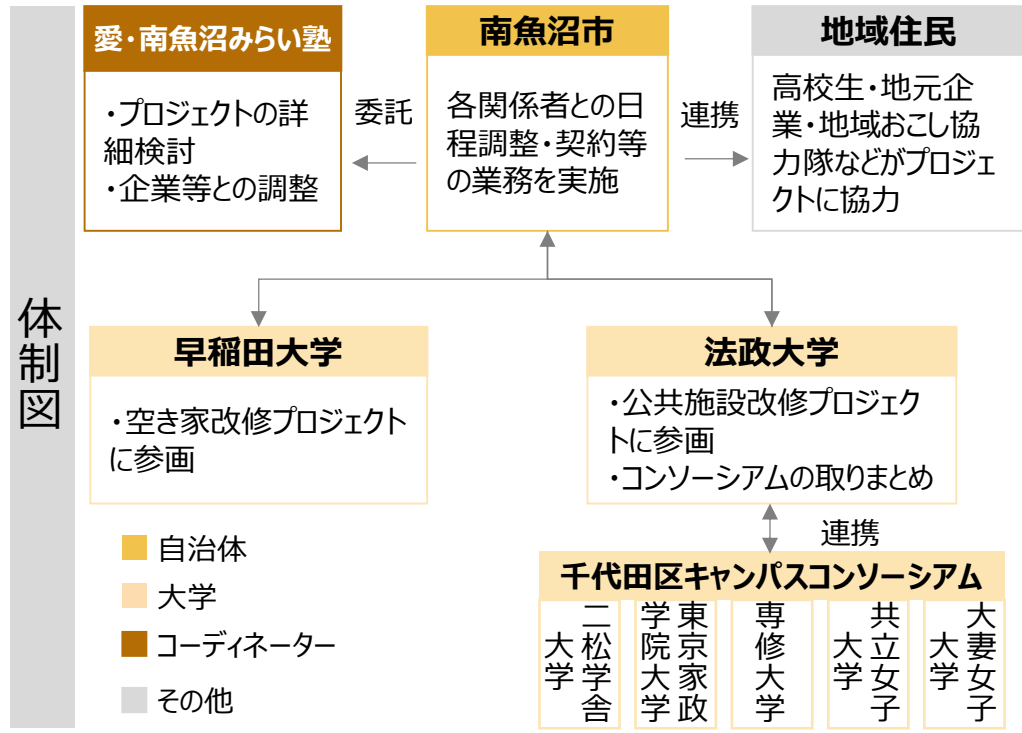 体制図
愛・南魚沼みらい塾
・プロジェクトの詳
細検討
・企業等との調整
委託
南魚沼市
各関係者との日
程調整・契約等
の業務を実施
連携
地域住民
高校生・地元企
業・地域おこし協
力隊などがプロジェ
クトに協力
早稲田大学
・空き家改修プロジェクト
に参画
法政大学
・公共施設改修プロジェク
トに参画
・コンソーシアムの取りまとめ
連携
千代田区キャンパスコンソーシアム
二松学舎
大学
東京家政
学院大学
専修大学
共立女子
大学
大妻女子
大学
自治体
大学
コーディネーター
その他